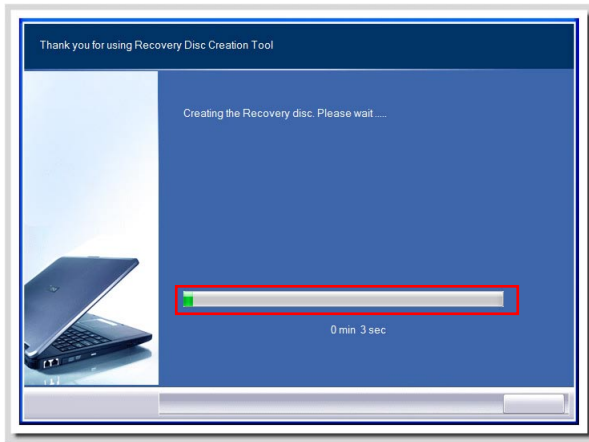 Thank you for using Recovery Disc Creation Tool
Creating the Recovery disc. Please wait .....
0 min 3 sec